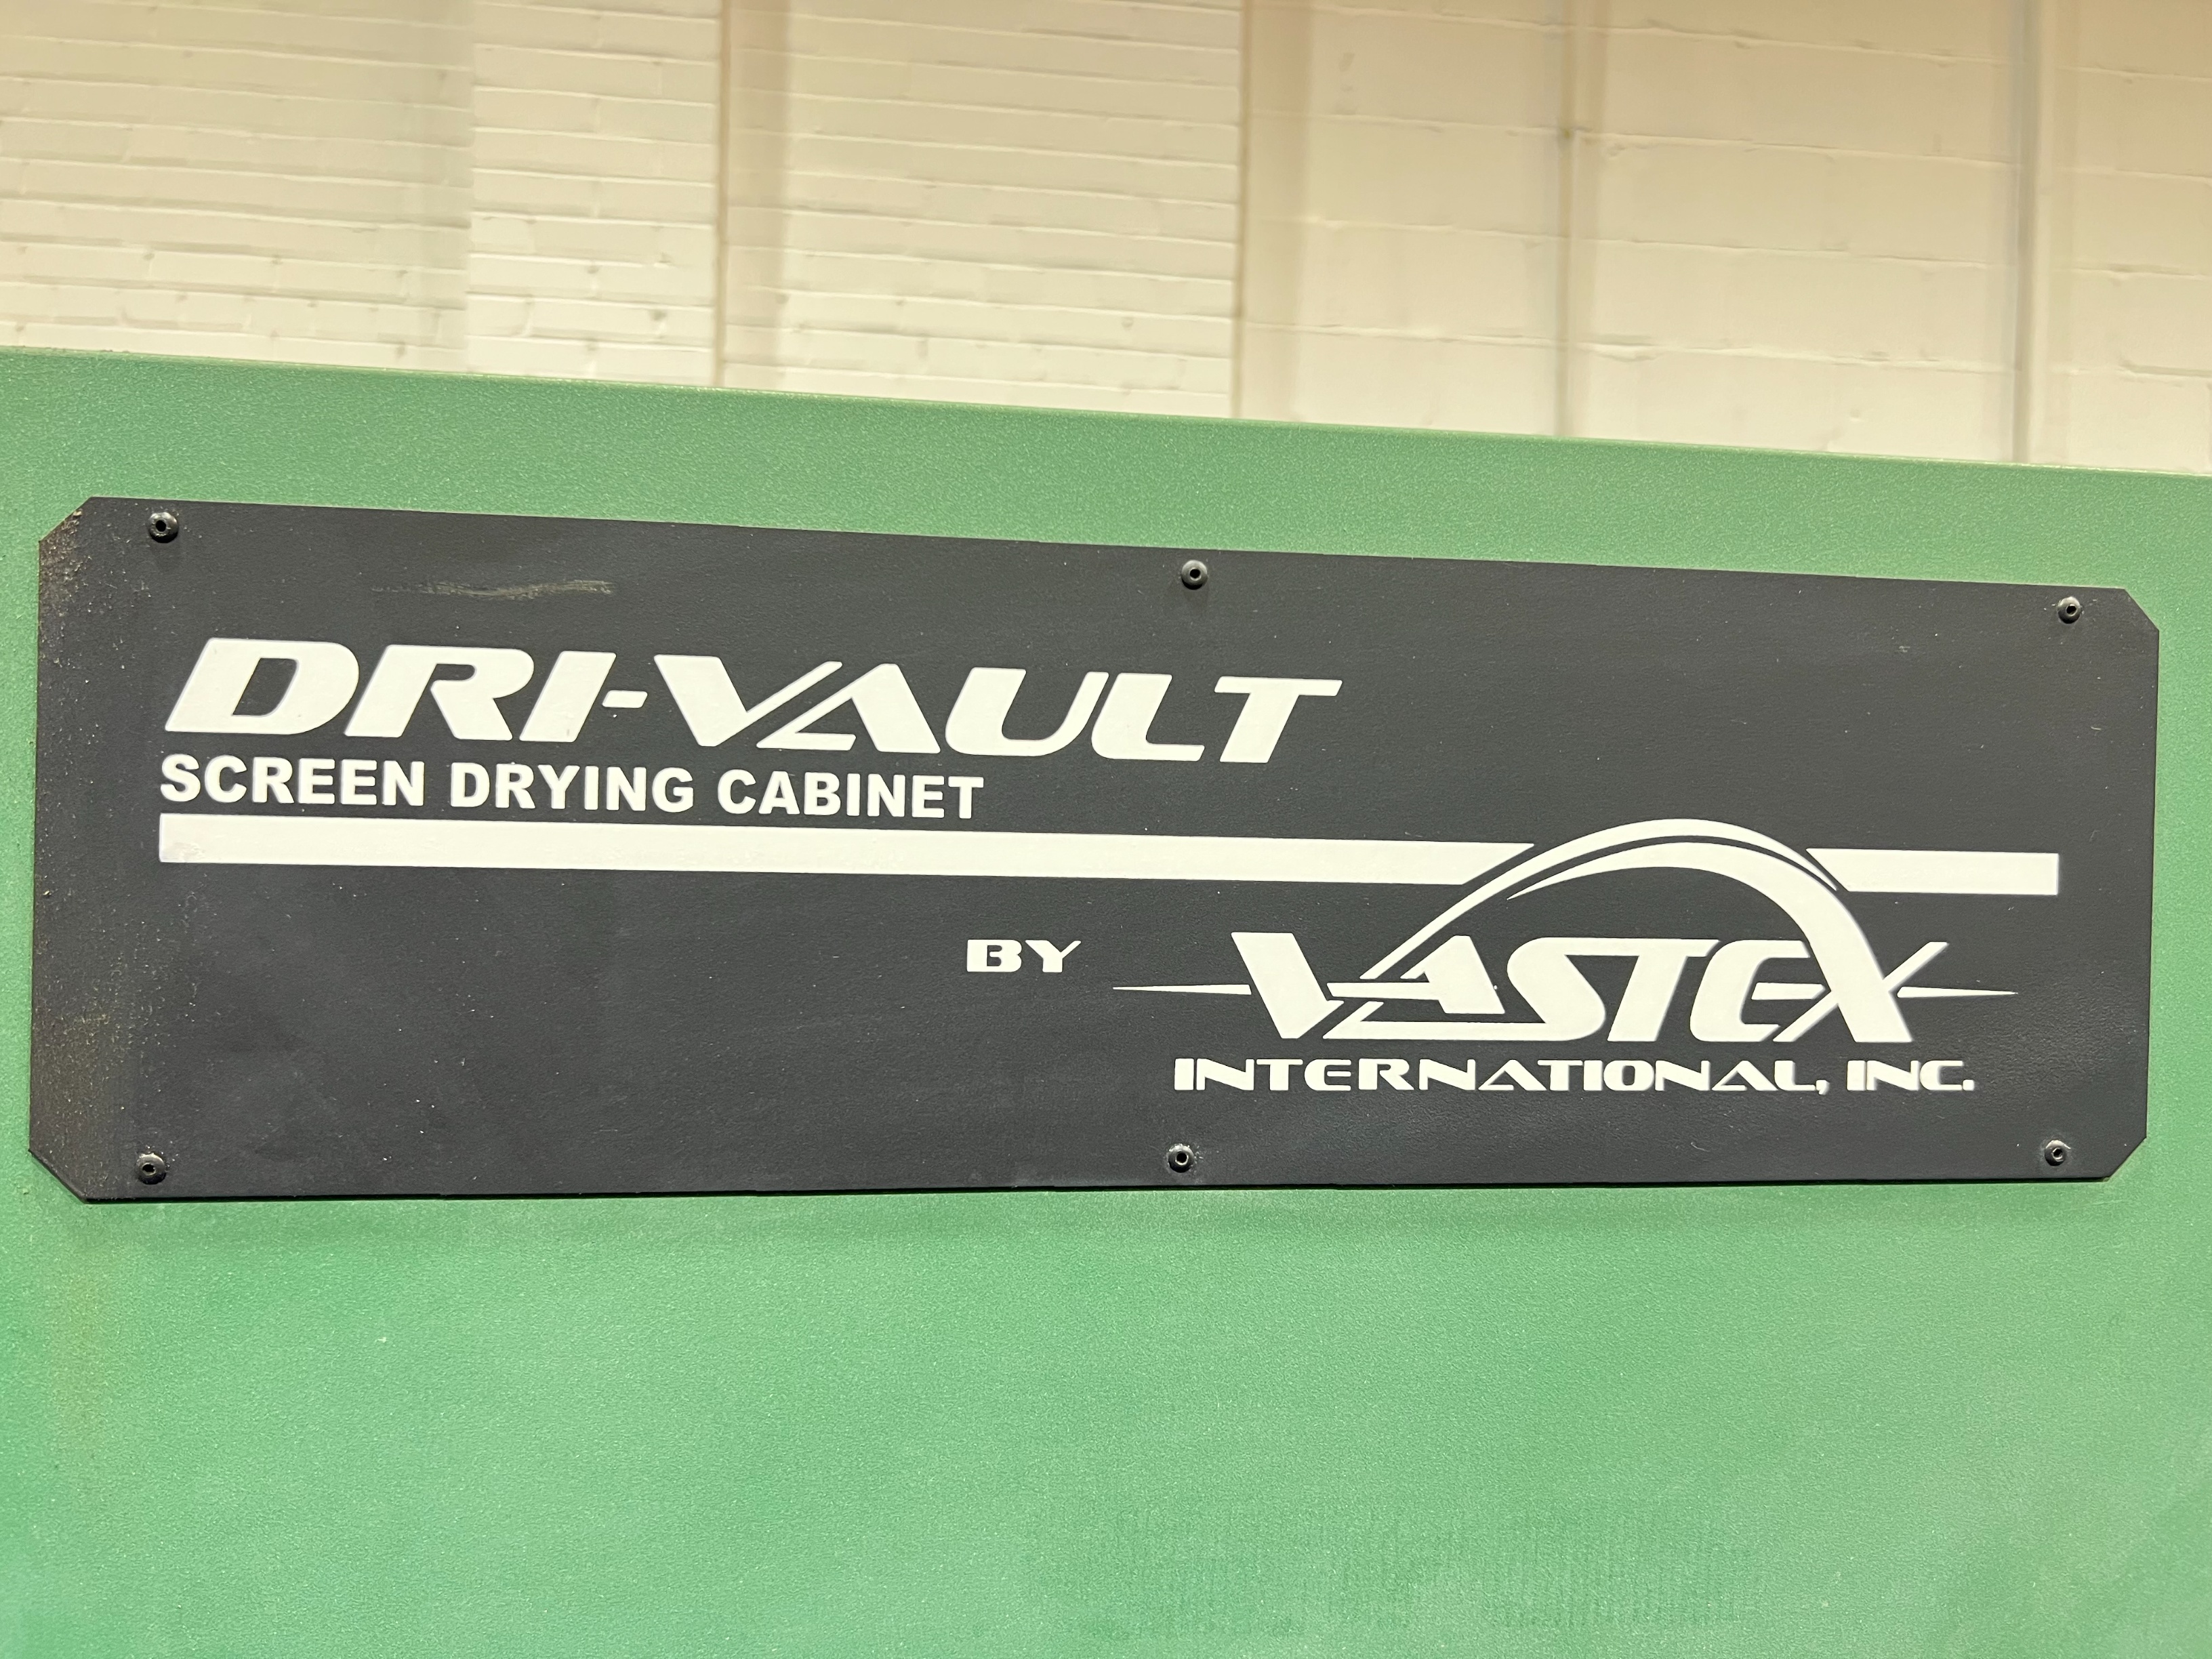 DRI-VAULT
SCREEN DRYING CABINET
BY VASTEX
INTERNATIONAL, INC.